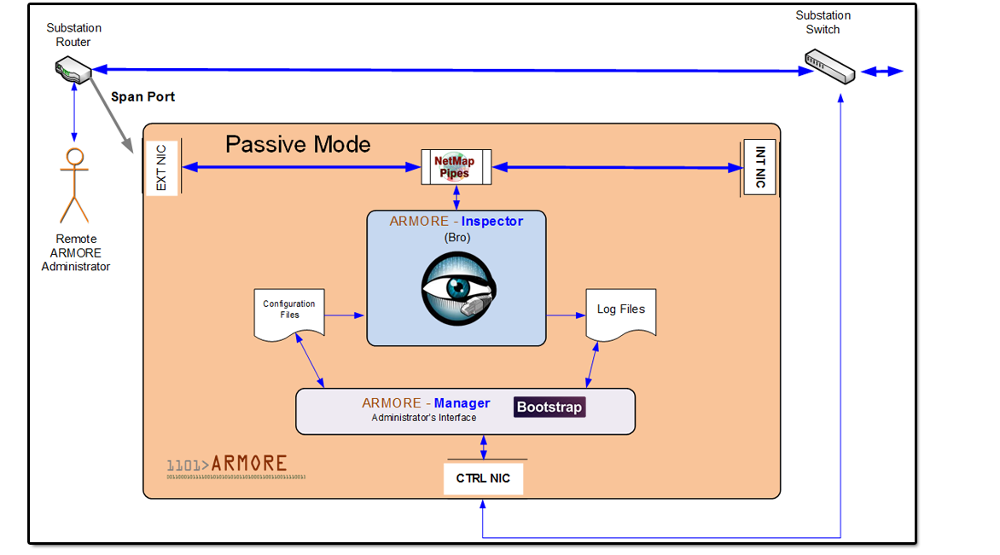 Substation
Router
Substation
Switch
Span Port
Passive Mode
EXT NIC
NetMap
Pipes
INT NIC
ARMORE - Inspector
(Bro)
Remote
ARMORE
Administrator
Configuration
Files
Log Files
ARMORE - Manager
Administrator's Interface
Bootstrap
1101>ARMORE
CTRL NIC